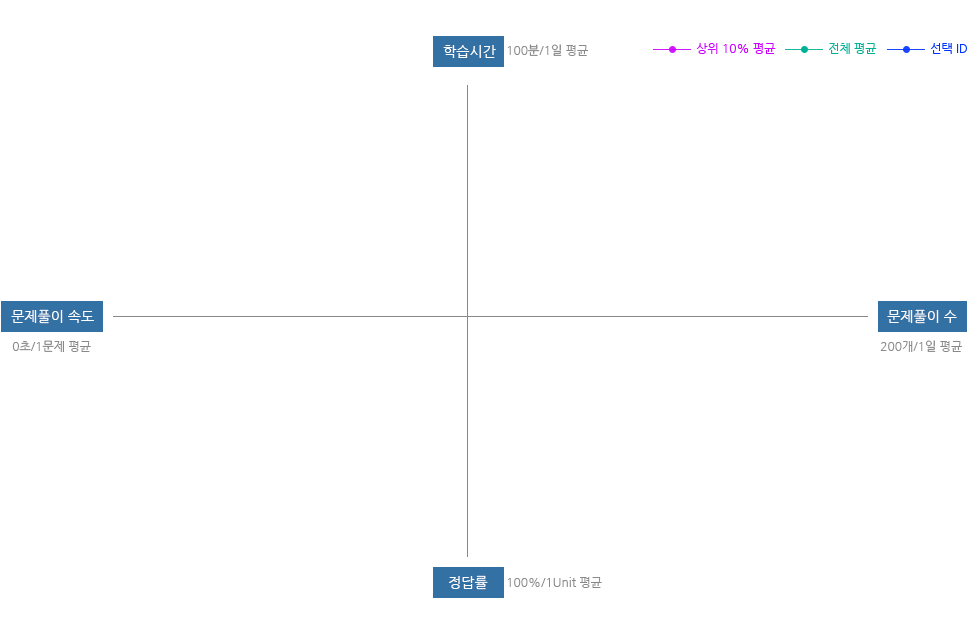 학습시간 100분/1일 평균
상위 10% 평균 전체 평균 선택 ID
문제풀이 속도
0초/1문제 평균
문제풀이 수
200개/1일 평균
정답률 100%/1Unit 평균